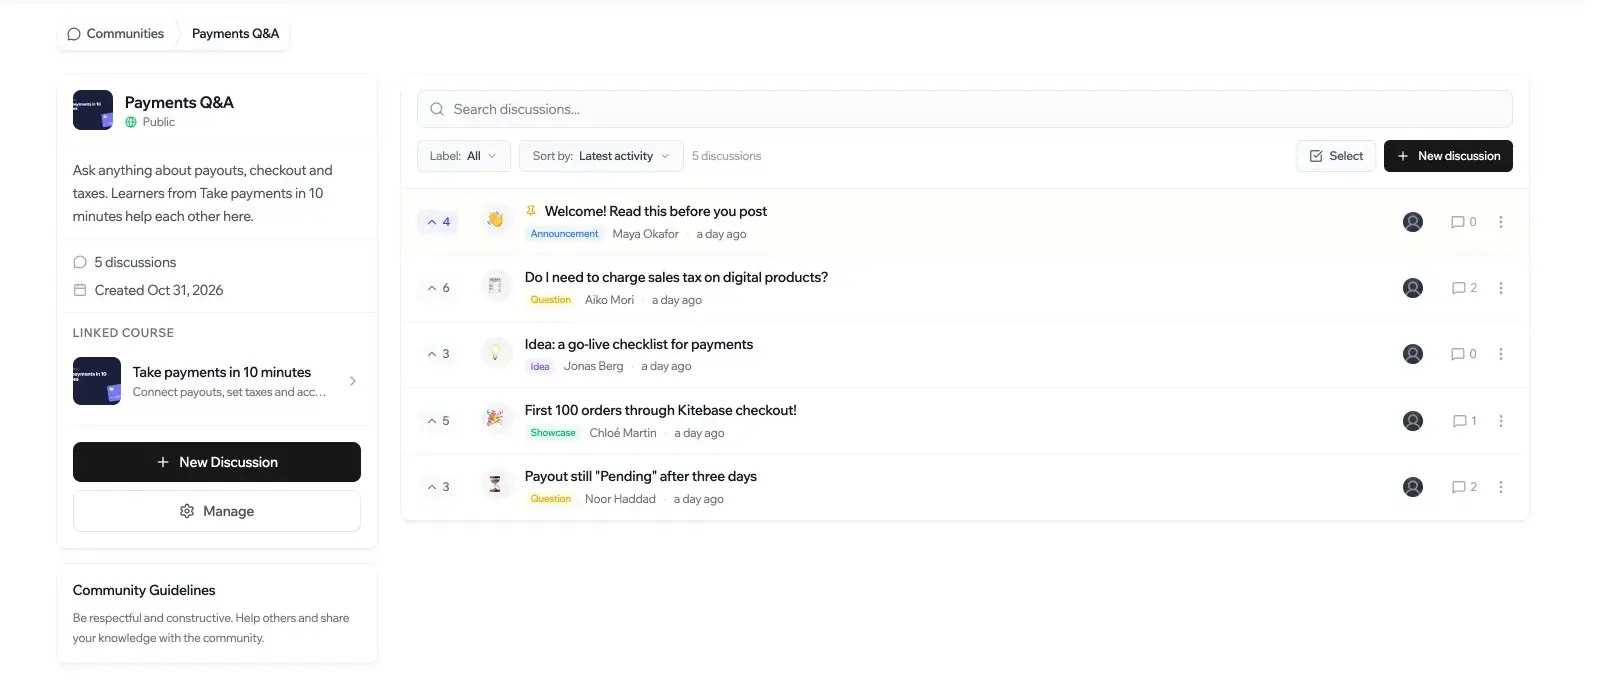 Communities
Payments Q&A
Payments Q&A
Public
Ask anything about payouts, checkout and
taxes. Learners from Take payments in 10
minutes help each other here.
5 discussions
Created Oct 31, 2026
LINKED COURSE
Take payments in 10 minutes
Connect payouts, set taxes and acc…
New Discussion
Manage
Community Guidelines
Be respectful and constructive. Help others and share
your knowledge with the community.
Search discussions...
Label: All
Sort by: Latest activity
5 discussions
Select
New discussion
4
Welcome! Read this before you post
Announcement Maya Okafor · a day ago
0
6
Do I need to charge sales tax on digital products?
Question Aiko Mori · a day ago
2
3
Idea: a go-live checklist for payments
Idea Jonas Berg · a day ago
0
5
First 100 orders through Kitebase checkout!
Showcase Chloé Martin · a day ago
1
3
Payout still "Pending" after three days
Question Noor Haddad · a day ago
2